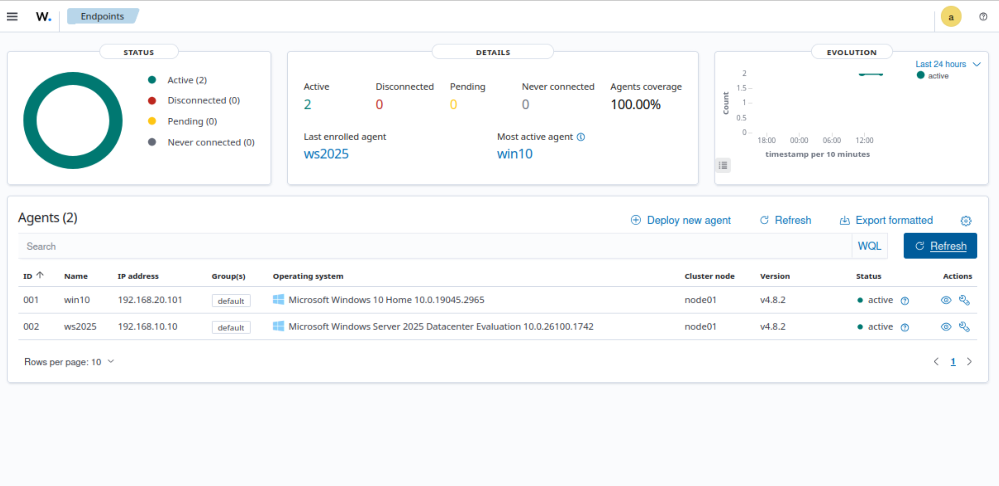 W. Endpoints a
STATUS
Active (2)
Disconnected (0)
Pending (0)
Never connected (0)
DETAILS
Active Disconnected Pending Never connected Agents coverage
2 0 0 0 100.00%
Last enrolled agent Most active agent
ws2025 win10
EVOLUTION
Last 24 hours
active
2
1.5
1
0.5
0
Count
18:00 00:00 06:00 12:00
timestamp per 10 minutes
Agents (2) Deploy new agent Refresh Export formatted
Search WQL Refresh
ID Name IP address Group(s) Operating system Cluster node Version Status Actions
001 win10 192.168.20.101 default Microsoft Windows 10 Home 10.0.19045.2965 node01 v4.8.2 active
002 ws2025 192.168.10.10 default Microsoft Windows Server 2025 Datacenter Evaluation 10.0.26100.1742 node01 v4.8.2 active
Rows per page: 10 1